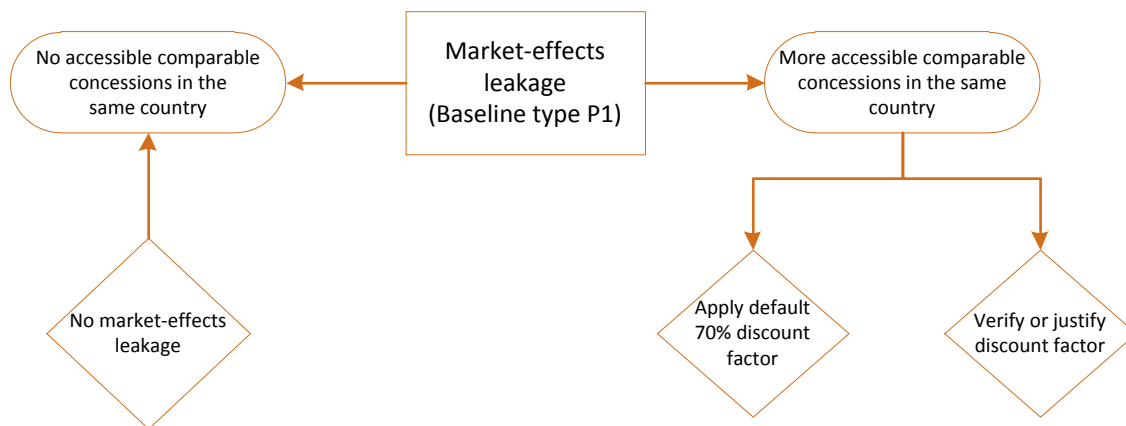 No accessible comparable
concessions in the
same country
Market-effects
leakage
(Baseline type P1)
More accessible comparable
concessions in the same
country
No market-effects
leakage
Apply default
70% discount
factor
Verify or justify
discount factor